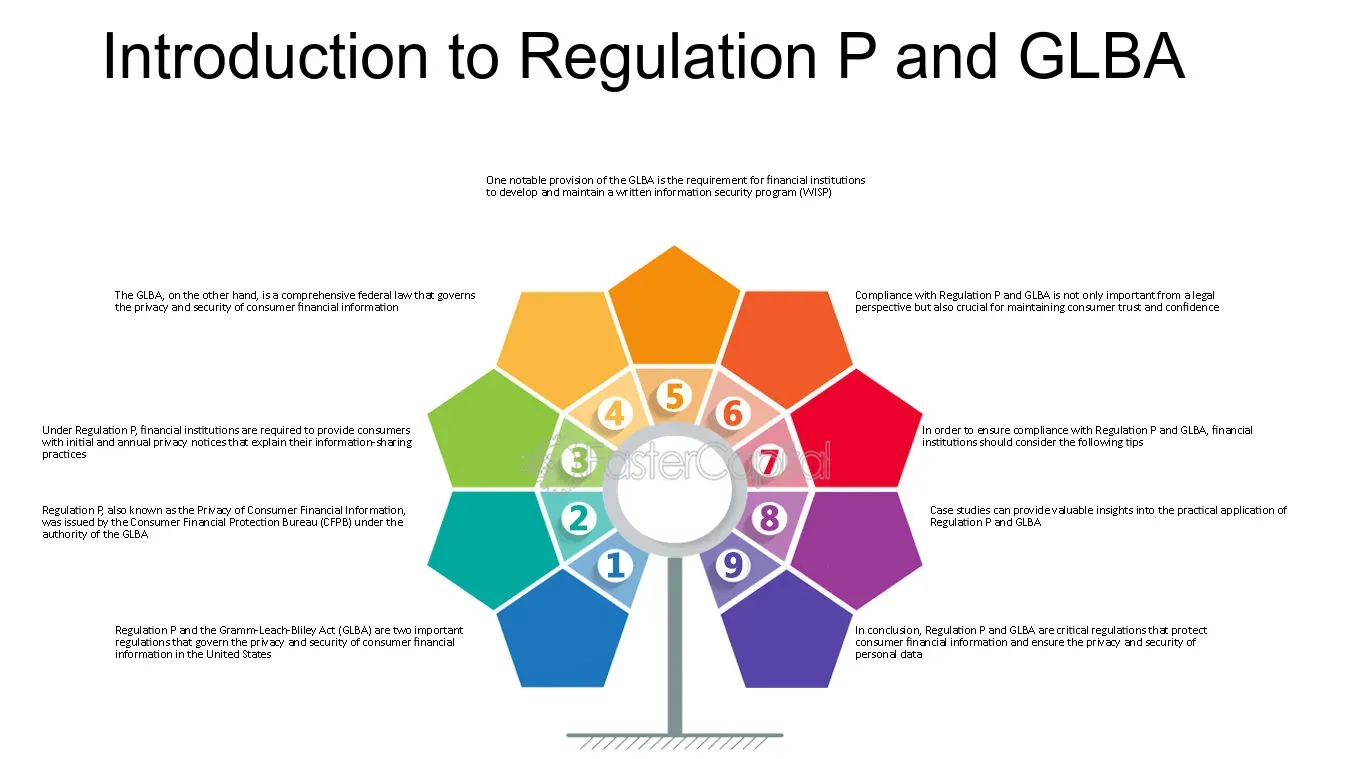 Introduction to Regulation P and GLBA
One notable provision of the GLBA is the requirement for financial institutions
to develop and maintain a written information security program (WISP)
The GLBA, on the other hand, is a comprehensive federal law that governs
the privacy and security of consumer financial information
Compliance with Regulation P and GLBA is not only important from a legal
perspective but also crucial for maintaining consumer trust and confidence
Under Regulation P, financial institutions are required to provide consumers
with initial and annual privacy notices that explain their information-sharing
practices
In order to ensure compliance with Regulation P and GLBA, financial
institutions should consider the following tips
Regulation P, also known as the Privacy of Consumer Financial Information,
was issued by the Consumer Financial Protection Bureau (CFPB) under the
authority of the GLBA
Case studies can provide valuable insights into the practical application of
Regulation P and GLBA
Regulation P and the Gramm-Leach-Bliley Act (GLBA) are two important
regulations that govern the privacy and security of consumer financial
information in the United States
In conclusion, Regulation P and GLBA are critical regulations that protect
consumer financial information and ensure the privacy and security of
personal data
1
2
3
4
5
6
7
8
9
FasterCapital